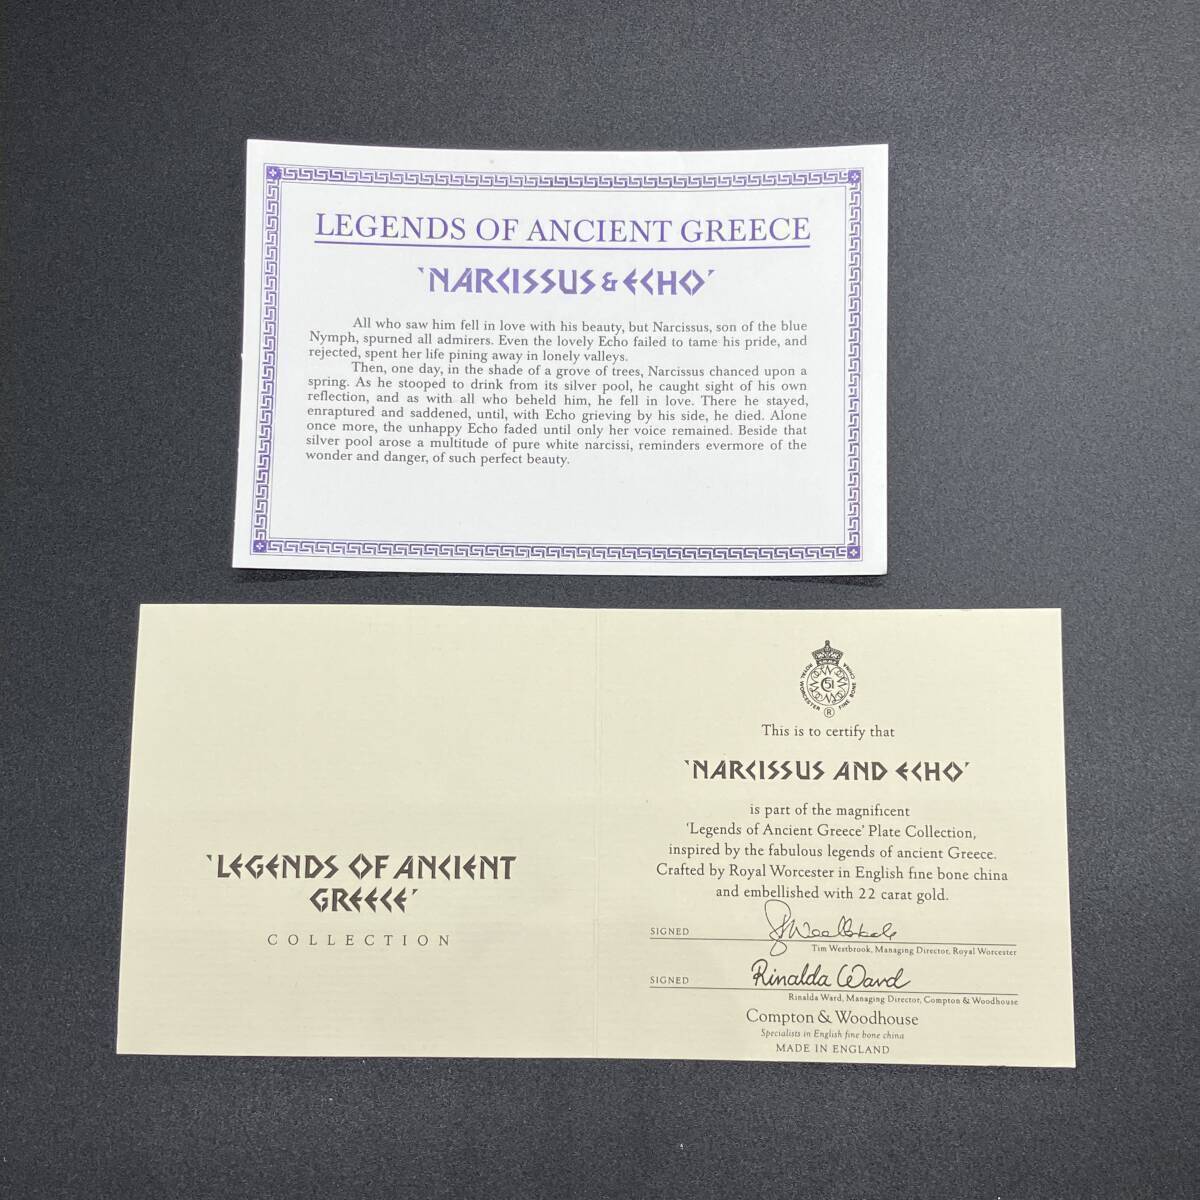 LEGENDS OF ANCIENT GREECE
'NARCISSUS & ECHO'
All who saw him fell in love with his beauty, but Narcissus, son of the blue
Nymph, spurned all admirers. Even the lovely Echo failed to tame his pride, and
rejected, spent her life pining away in lonely valleys.
Then, one day, in the shade of a grove of trees, Narcissus chanced upon a
spring. As he stooped to drink from its silver pool, he caught sight of his own
reflection, and as with all who beheld him, he fell in love. There he stayed,
enraptured and saddened, until, with Echo grieving by his side, he died. Alone
once more, the unhappy Echo faded until only her voice remained. Beside that
silver pool arose a multitude of pure white narcissi, reminders evermore of the
wonder and danger, of such perfect beauty.
'LEGENDS OF ANCIENT
GREECE'
COLLECTION
ROYAL WORCESTER FINE BONE CHINA
51
®
This is to certify that
'NARCISSUS AND ECHO'
is part of the magnificent
'Legends of Ancient Greece' Plate Collection,
inspired by the fabulous legends of ancient Greece.
Crafted by Royal Worcester in English fine bone china
and embellished with 22 carat gold.
SIGNED
Tim Westbrook, Managing Director, Royal Worcester
SIGNED Rinalda Ward
Rinalda Ward, Managing Director, Compton & Woodhouse
Compton & Woodhouse
Specialists in English fine bone china
MADE IN ENGLAND